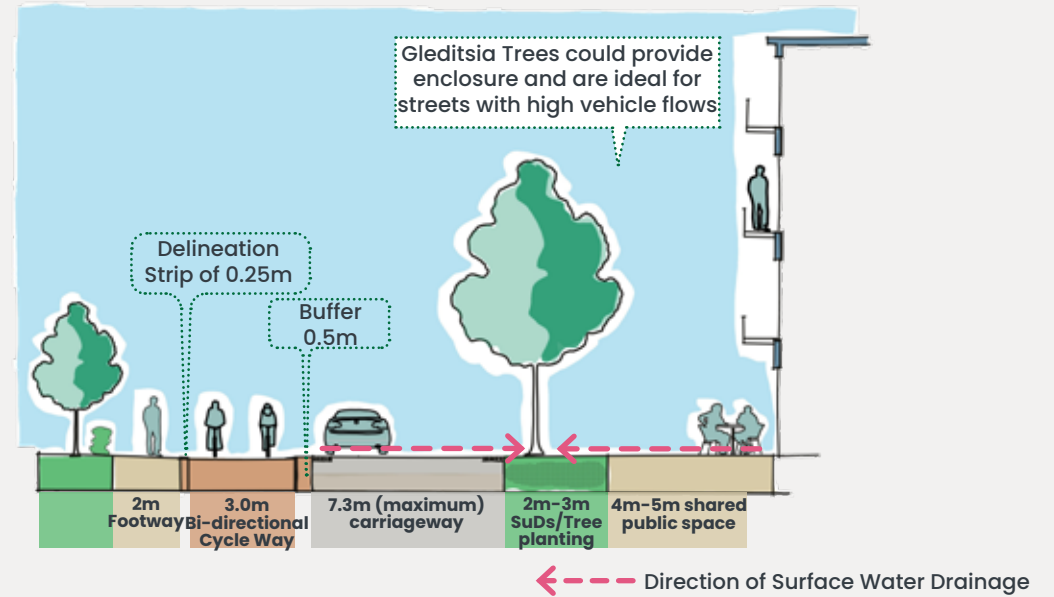 Gleditsia Trees could provide
enclosure and are ideal for
streets with high vehicle flows
Delineation
Strip of 0.25m
Buffer
0.5m
2m
Footway
3.0m
Bi-directional
Cycle Way
7.3m (maximum)
carriageway
2m-3m
SuDs/Tree
planting
4m-5m shared
public space
Direction of Surface Water Drainage